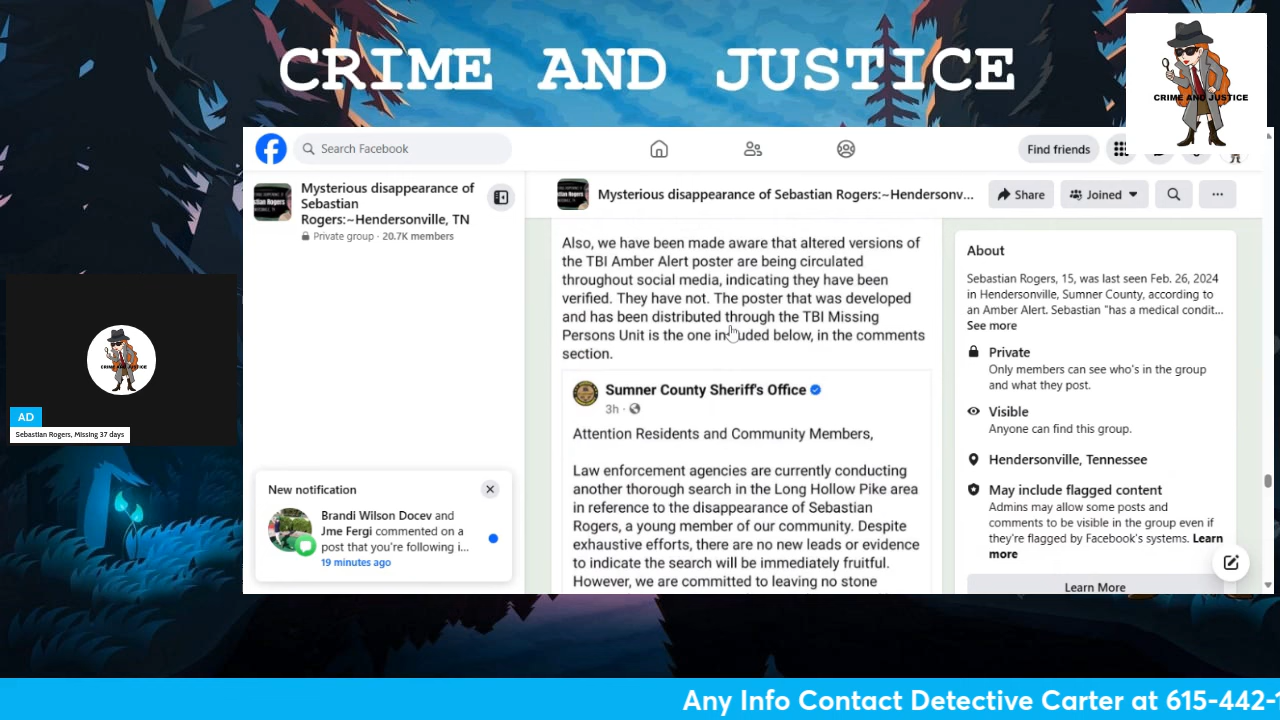 CRIME AND JUSTICE
CRIME AND JUSTICE
Search Facebook
Find friends
Mysterious disappearance of
Sebastian
Rogers:~Hendersonville, TN
Private group · 20.7K members
Mysterious disappearance of Sebastian Rogers:~Hendersonv...
Share
Joined
Also, we have been made aware that altered versions of
the TBI Amber Alert poster are being circulated
throughout social media, indicating they have been
verified. They have not. The poster that was developed
and has been distributed through the TBI Missing
Persons Unit is the one included below, in the comments
section.
Sumner County Sheriff's Office
3h ·
Attention Residents and Community Members,
Law enforcement agencies are currently conducting
another thorough search in the Long Hollow Pike area
in reference to the disappearance of Sebastian
Rogers, a young member of our community. Despite
exhaustive efforts, there are no new leads or evidence
to indicate the search will be immediately fruitful.
However, we are committed to leaving no stone
About
Sebastian Rogers, 15, was last seen Feb. 26, 2024
in Hendersonville, Sumner County, according to
an Amber Alert. Sebastian "has a medical condit...
See more
Private
Only members can see who's in the group
and what they post.
Visible
Anyone can find this group.
Hendersonville, Tennessee
May include flagged content
Admins may allow some posts and
comments to be visible in the group even if
they're flagged by Facebook's systems. Learn
more
Learn More
New notification
Brandi Wilson Docev and
Jme Fergi commented on a
post that you're following i...
19 minutes ago
CRIME AND JUSTICE
AD
Sebastian Rogers, Missing 37 days
Any Info Contact Detective Carter at 615-442-